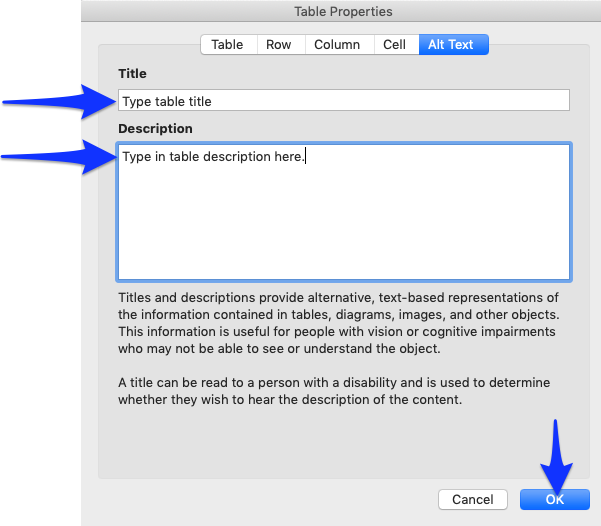 Table Properties
Table Row Column Cell Alt Text
Title
Type table title
Description
Type in table description here.
Titles and descriptions provide alternative, text-based representations of
the information contained in tables, diagrams, images, and other objects.
This information is useful for people with vision or cognitive impairments
who may not be able to see or understand the object.
A title can be read to a person with a disability and is used to determine
whether they wish to hear the description of the content.
Cancel OK